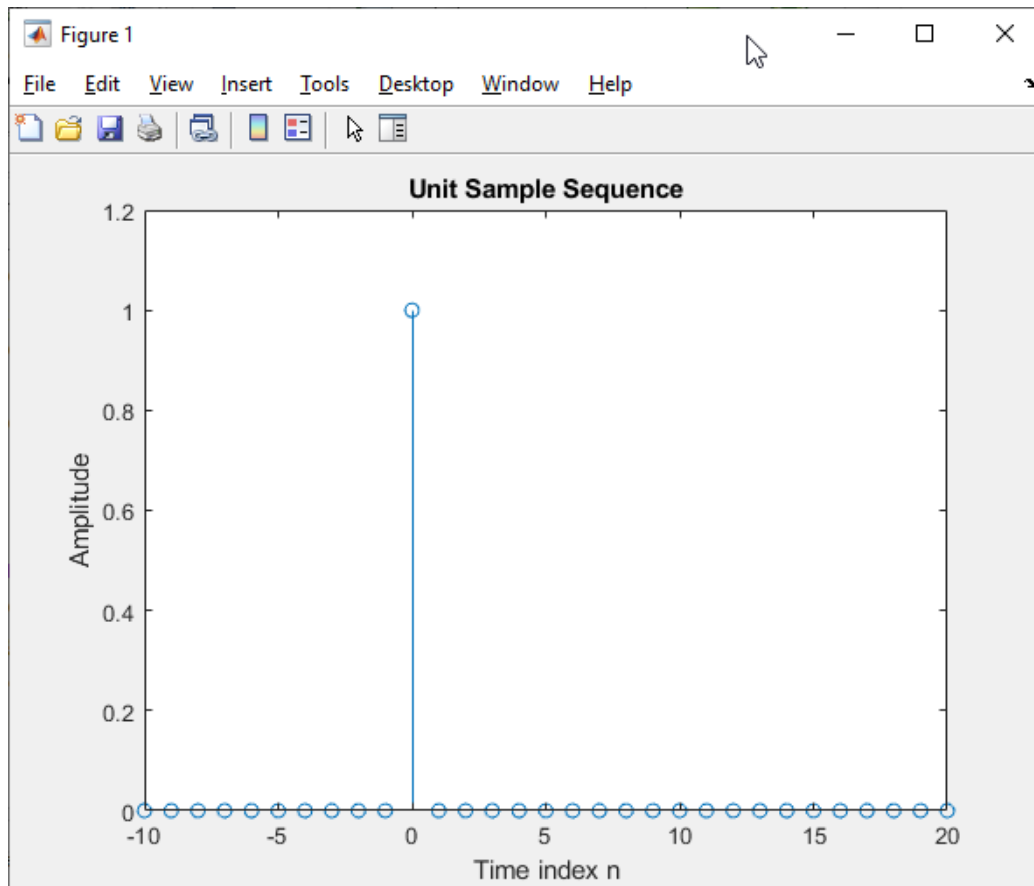 Figure 1
File Edit View Insert Tools Desktop Window Help
Unit Sample Sequence
1.2
1
0.8
0.6
0.4
0.2
0
Amplitude
-10 -5 0 5 10 15 20
Time index n